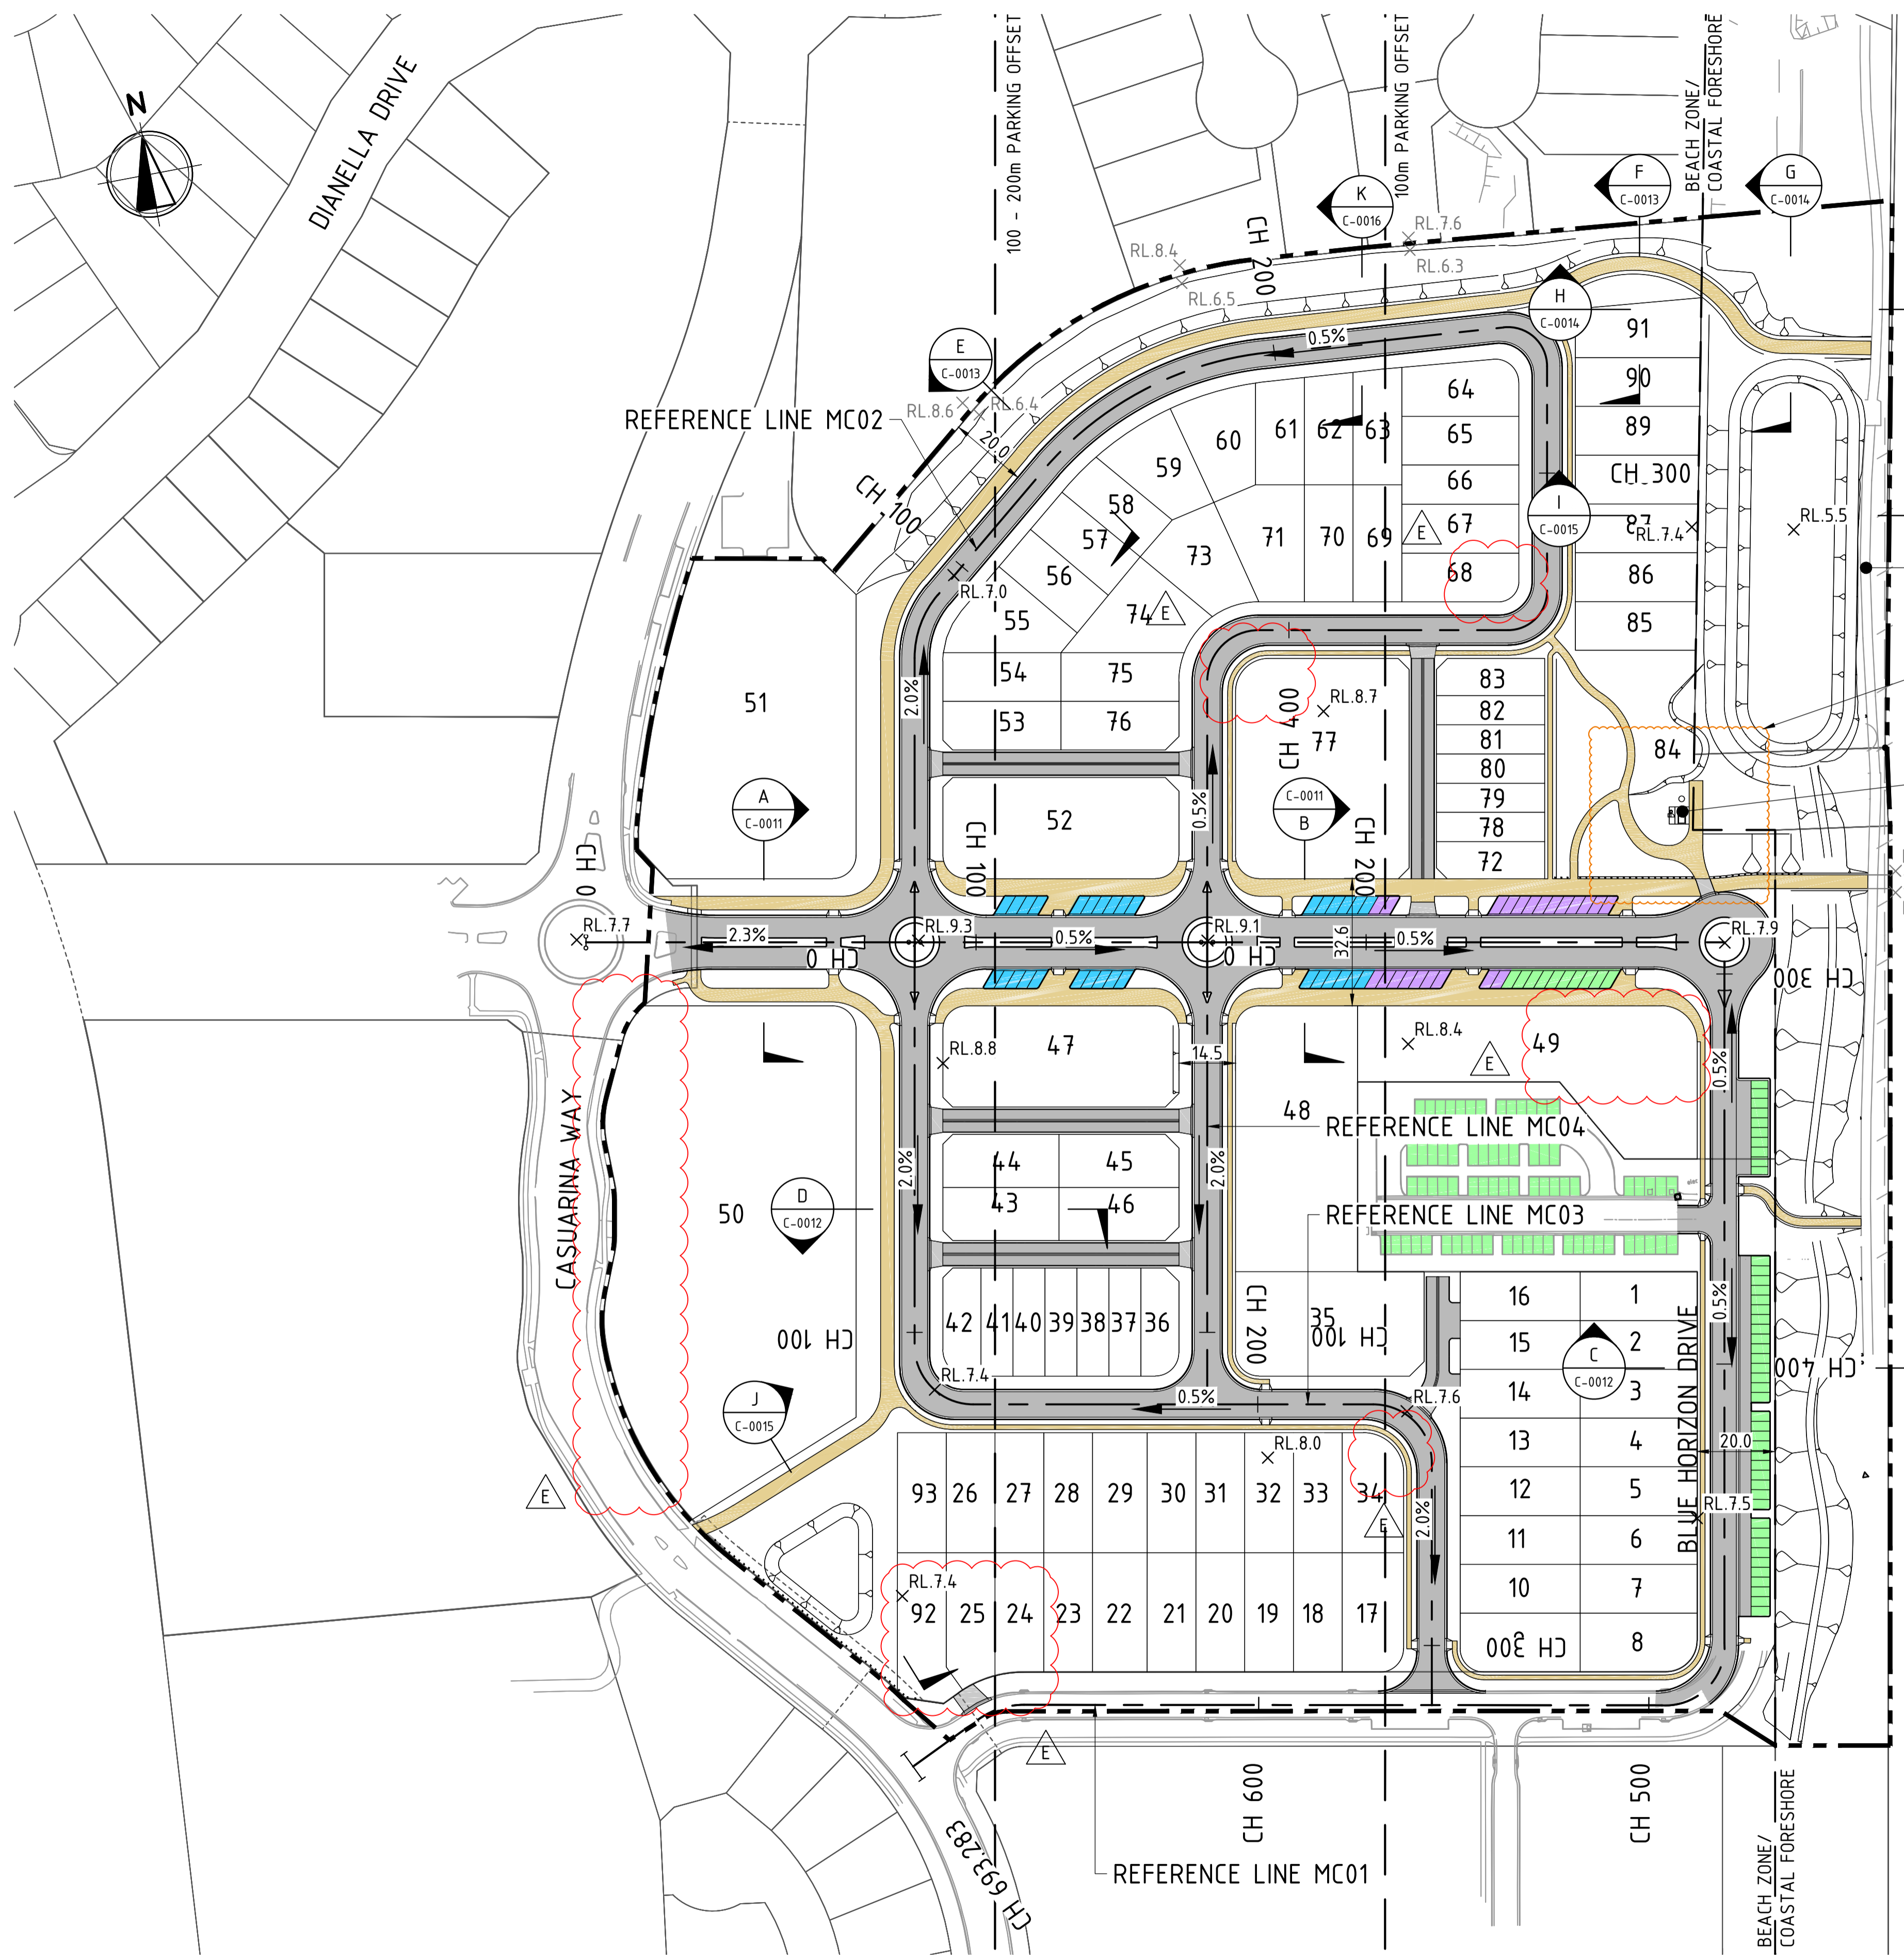 N
DIANELLA DRIVE
100 - 200m PARKING OFFSET
100m PARKING OFFSET
BEACH ZONE/
COASTAL FORESHORE
K
C-0016
F
C-0013
G
C-0014
RL.7.6
RL.6.3
RL.8.4
RL.6.5
CH 200
H
C-0014
E
C-0013
0.5%
91
90
89
CH 300
87
86
85
RL.7.4
RL.5.5
REFERENCE LINE MC02
RL.8.6
RL.6.4
20.0
CH 100
64
65
66
67
68
60
61
62
63
59
58
57
56
55
71
70
69
73
74
E
E
I
C-0015
RL.7.0
54
75
53
76
51
2.0%
CH 400
RL.8.7
77
83
82
81
80
79
78
72
84
A
C-0011
52
0.5%
C-0011
B
CH 0
CH 100
CH 200
RL.7.7
2.3%
CH 0
RL.9.3
0.5%
RL.9.1
CH 0
32.6
0.5%
RL.7.9
CH 300
47
RL.8.8
14.5
RL.8.4
49
E
0.5%
48
REFERENCE LINE MC04
elec
CASUARINA WAY
50
D
C-0012
2.0%
44
45
43
46
2.0%
REFERENCE LINE MC03
42
41
40
39
38
37
36
CH 200
35
CH 100
16
1
15
2
14
3
13
4
12
5
11
6
10
7
8
CH 300
C
C-0012
BLUE HORIZON DRIVE
0.5%
CH 400
20.0
RL.7.5
CH 100
J
C-0015
RL.7.4
0.5%
RL.7.6
RL.8.0
E
93
26
27
28
29
30
31
32
33
34
E
2.0%
RL.7.4
92
25
24
23
22
21
20
19
18
17
E
CH 693.283
CH 600
CH 500
REFERENCE LINE MC01
BEACH ZONE/
COASTAL FORESHORE